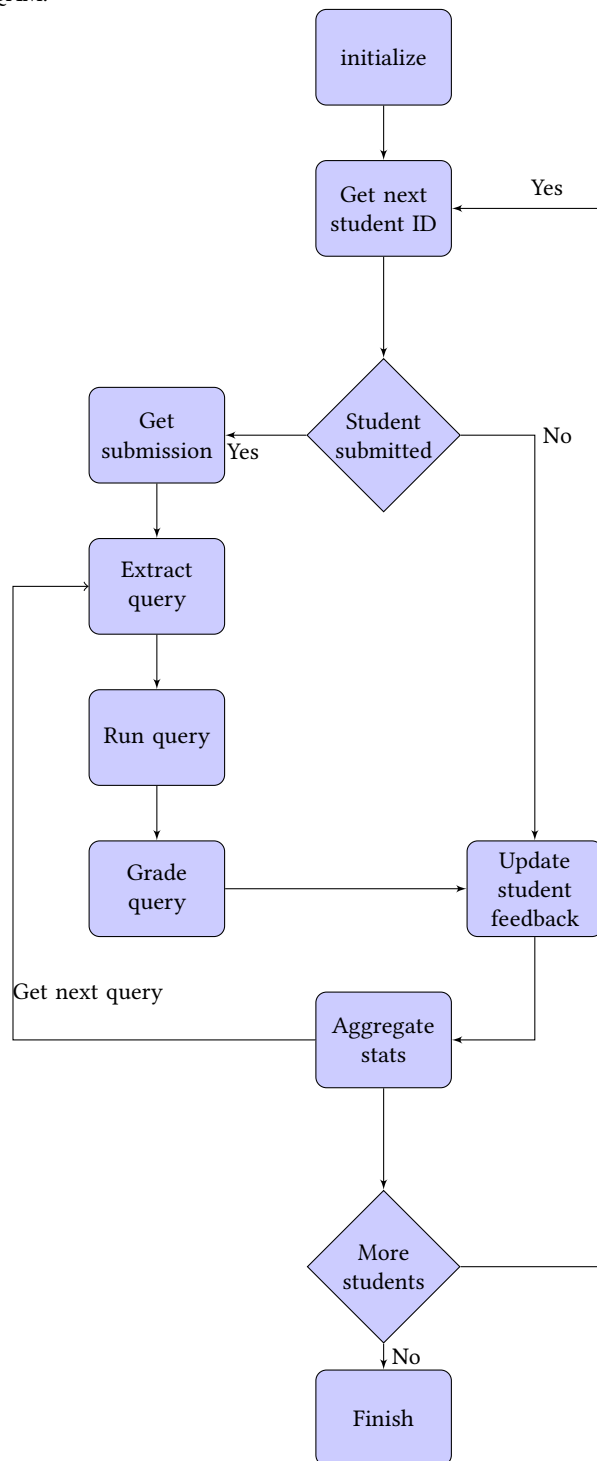 initialize
Get next
student ID
Yes
Student
submitted
No
Get
submission
Yes
Extract
query
Run query
Grade
query
Update
student
feedback
Get next query
Aggregate
stats
More
students
No
Finish